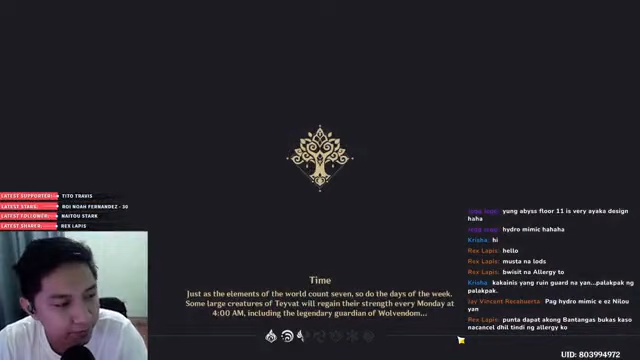 LATEST SUPPORTER: TITO TRAVIS
LATEST STARS: ROI NOAH FERNANDEZ - 30
LATEST FOLLOWER: NAITOU STARK
LATEST SHARER: REX LAPIS
Time
Just as the elements of the world count seven, so do the days of the week.
Some large creatures of Teyvat will regain their strength every Monday at
4:00 AM, including the legendary guardian of Wolvendom...
yung abyss floor 11 is very ayaka design
haha
hydro mimic hahaha
Krisha: hi
Rex Lapis: hello
Rex Lapis: musta na lods
Rex Lapis: bwisit na Allergy to
Krisha: kakainis yang ruin guard na yan...palakpak ng
palakpak.
Jay Vincent Racabuerta: Pag hydro mimic e ez Nilou
yan
Rex Lapis: punta dapat akong Bantangas bukas kaso
nacancel dhil tindi ng allergy ko
UID: 803994972